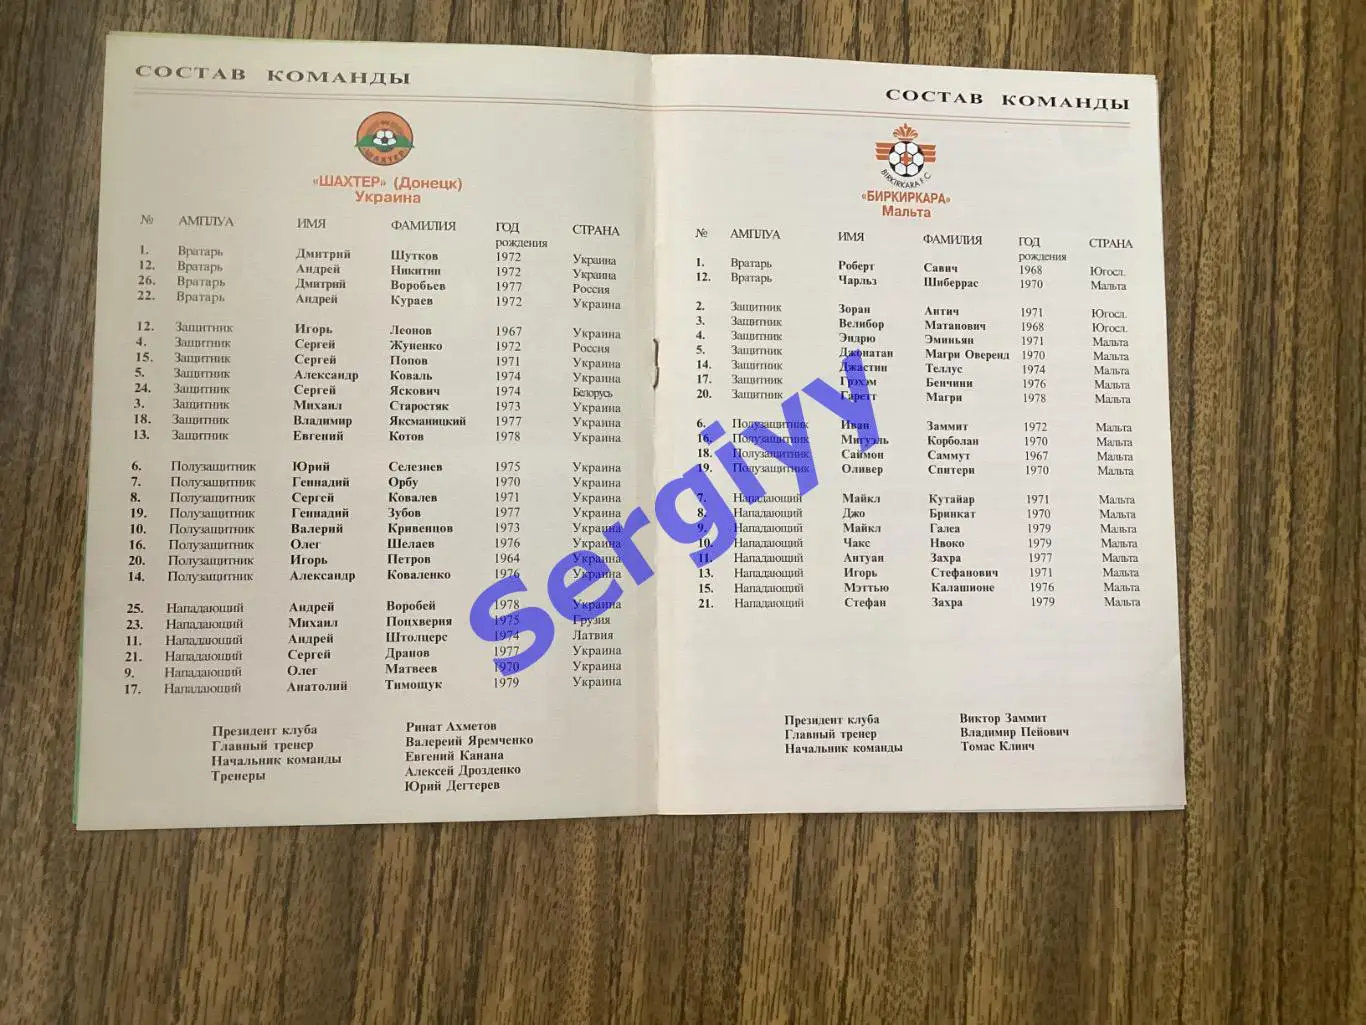 СОСТАВ КОМАНДЫ
ШАХТЕР
«ШАХТЕР» (Донецк)
Украина
№ АМПЛУА ИМЯ ФАМИЛИЯ ГОД рождения СТРАНА
1. Вратарь Дмитрий Шутков 1972 Украина
12. Вратарь Андрей Никитин 1972 Украина
26. Вратарь Дмитрий Воробьев 1977 Россия
22. Вратарь Андрей Кураев 1972 Украина
12. Защитник Игорь Леонов 1967 Украина
4. Защитник Сергей Жуненко 1972 Россия
15. Защитник Сергей Попов 1971 Украина
5. Защитник Александр Коваль 1974 Украина
24. Защитник Сергей Яскович 1974 Белорусь
3. Защитник Михаил Старостяк 1973 Украина
18. Защитник Владимир Яксманицкий 1977 Украина
13. Защитник Евгений Котов 1978 Украина
6. Полузащитник Юрий Селезнев 1975 Украина
7. Полузащитник Геннадий Орбу 1970 Украина
8. Полузащитник Сергей Ковалев 1971 Украина
19. Полузащитник Геннадий Зубов 1977 Украина
10. Полузащитник Валерий Кривенцов 1973 Украина
16. Полузащитник Олег Шелаев 1976 Украина
20. Полузащитник Игорь Петров 1964 Украина
14. Полузащитник Александр Коваленко 1976 Украина
25. Нападающий Андрей Воробей 1978 Украина
23. Нападающий Михаил Поцхверия 1975 Грузия
11. Нападающий Андрей Штолцерс 1974 Латвия
21. Нападающий Сергей Дранов 1977 Украина
9. Нападающий Олег Матвеев 1970 Украина
17. Нападающий Анатолий Тимощук 1979 Украина
Президент клуба Ринат Ахметов
Главный тренер Валереий Яремченко
Начальник команды Евгений Канана
Тренеры Алексей Дрозденко
Юрий Дегтерев
СОСТАВ КОМАНДЫ
BIRKIRKARA F.C.
«БИРКИРКАРА»
Мальта
№ АМПЛУА ИМЯ ФАМИЛИЯ ГОД рождения СТРАНА
1. Вратарь Роберт Савич 1968 Югосл.
12. Вратарь Чарльз Шиберрас 1970 Мальта
2. Защитник Зоран Антич 1971 Югосл.
3. Защитник Велибор Матанович 1968 Югосл.
4. Защитник Эндрю Эминьян 1971 Мальта
5. Защитник Джонатан Магри Оверенд 1970 Мальта
14. Защитник Джастин Теллус 1974 Мальта
17. Защитник Грэхэм Бенчини 1976 Мальта
20. Защитник Гаретт Магри 1978 Мальта
6. Полузащитник Иван Заммит 1972 Мальта
16. Полузащитник Мигуэль Корболан 1970 Мальта
18. Полузащитник Саймон Саммут 1967 Мальта
19. Полузащитник Оливер Спитери 1970 Мальта
7. Нападающий Майкл Кутайар 1971 Мальта
8. Нападающий Джо Бринкат 1970 Мальта
9. Нападающий Майкл Галеа 1979 Мальта
10. Нападающий Чакс Нвоко 1979 Мальта
11. Нападающий Антуан Захра 1977 Мальта
13. Нападающий Игорь Стефанович 1971 Мальта
15. Нападающий Мэттью Калашионе 1976 Мальта
21. Нападающий Стефан Захра 1979 Мальта
Президент клуба Виктор Заммит
Главный тренер Владимир Пейович
Начальник команды Томас Клинч
Sergiyy